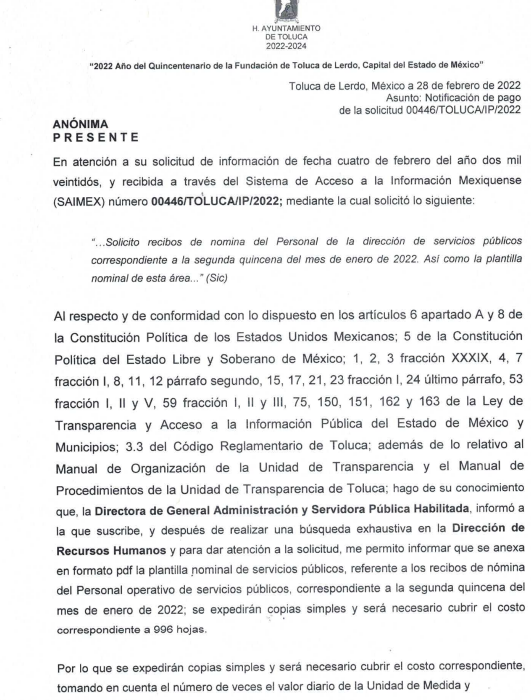 H. AYUNTAMIENTO
DE TOLUCA
2022-2024
"2022 Año del Quincentenario de la Fundación de Toluca de Lerdo, Capital del Estado de México"
Toluca de Lerdo, México a 28 de febrero de 2022
Asunto: Notificación de pago
de la solicitud 00446/TOLUCA/IP/2022
ANÓNIMA
P R E S E N T E
En atención a su solicitud de información de fecha cuatro de febrero del año dos mil
veintidós, y recibida a través del Sistema de Acceso a la Información Mexiquense
(SAIMEX) número 00446/TOLUCA/IP/2022; mediante la cual solicitó lo siguiente:
"...Solicito recibos de nomina del Personal de la dirección de servicios públicos
correspondiente a la segunda quincena del mes de enero de 2022. Asi como la plantilla
nominal de esta área..." (Sic)
Al respecto y de conformidad con lo dispuesto en los artículos 6 apartado A y 8 de
la Constitución Política de los Estados Unidos Mexicanos; 5 de la Constitución
Política del Estado Libre y Soberano de México; 1, 2, 3 fracción XXXIX, 4, 7
fracción I, 8, 11, 12 párrafo segundo, 15, 17, 21, 23 fracción I, 24 último párrafo, 53
fracción I, II y V, 59 fracción I, II y III, 75, 150, 151, 162 y 163 de la Ley de
Transparencia y Acceso a la Información Pública del Estado de México y
Municipios; 3.3 del Código Reglamentario de Toluca; además de lo relativo al
Manual de Organización de la Unidad de Transparencia y el Manual de
Procedimientos de la Unidad de Transparencia de Toluca; hago de su conocimiento
que, la Directora de General Administración y Servidora Pública Habilitada, informó a
la que suscribe, y después de realizar una búsqueda exhaustiva en la Dirección de
Recursos Humanos y para dar atención a la solicitud, me permito informar que se anexa
en formato pdf la plantilla nominal de servicios públicos, referente a los recibos de nómina
del Personal operativo de servicios públicos, correspondiente a la segunda quincena del
mes de enero de 2022; se expedirán copias simples y será necesario cubrir el costo
correspondiente a 996 hojas.
Por lo que se expedirán copias simples y será necesario cubrir el costo correspondiente,
tomando en cuenta el número de veces el valor diario de la Unidad de Medida y